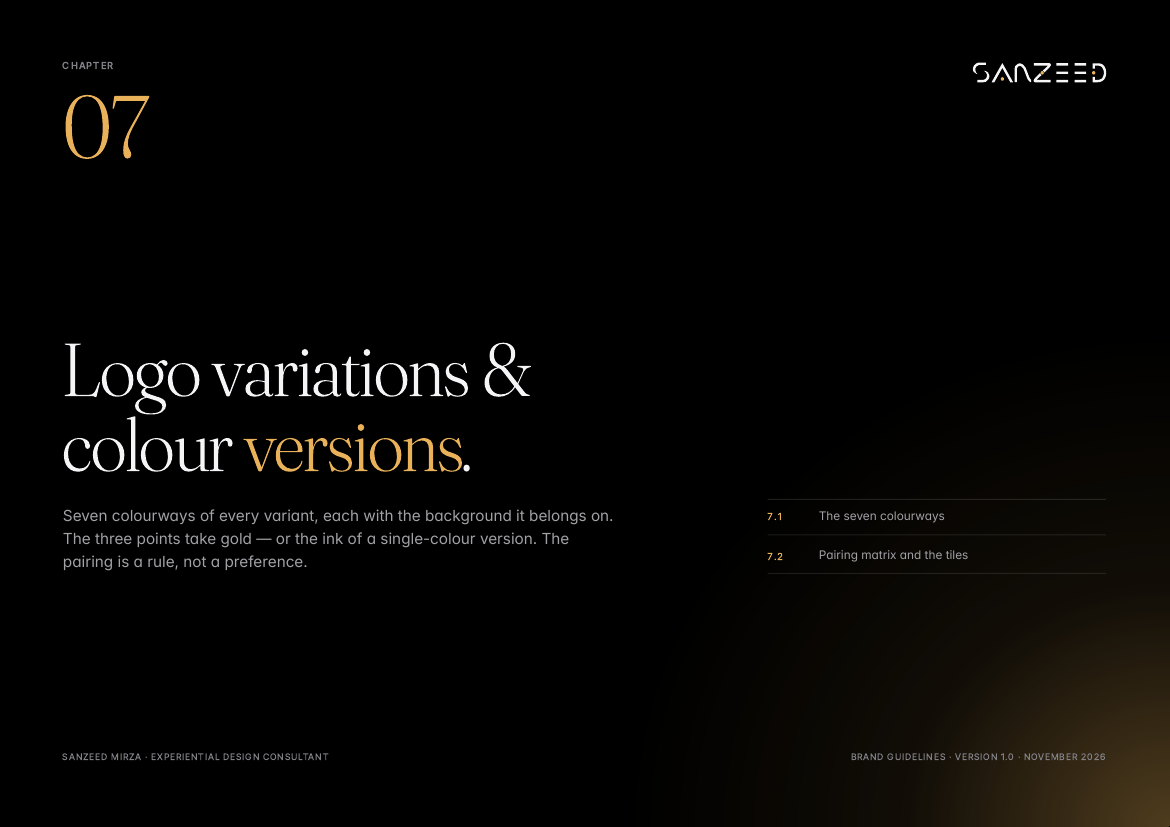 CHAPTER
SANZEED
07
Logo variations &
colour versions.
Seven colourways of every variant, each with the background it belongs on.
The three points take gold — or the ink of a single-colour version. The
pairing is a rule, not a preference.
7.1 The seven colourways
7.2 Pairing matrix and the tiles
SANZEED MIRZA · EXPERIENTIAL DESIGN CONSULTANT
BRAND GUIDELINES · VERSION 1.0 · NOVEMBER 2026